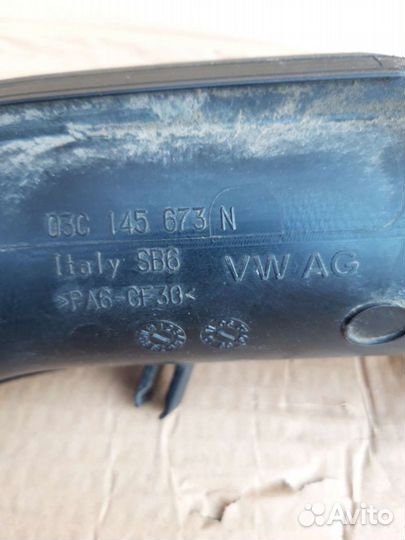 03C 145 673 N
Italy SB6 VW AG
>PA6-GF30<
Avito